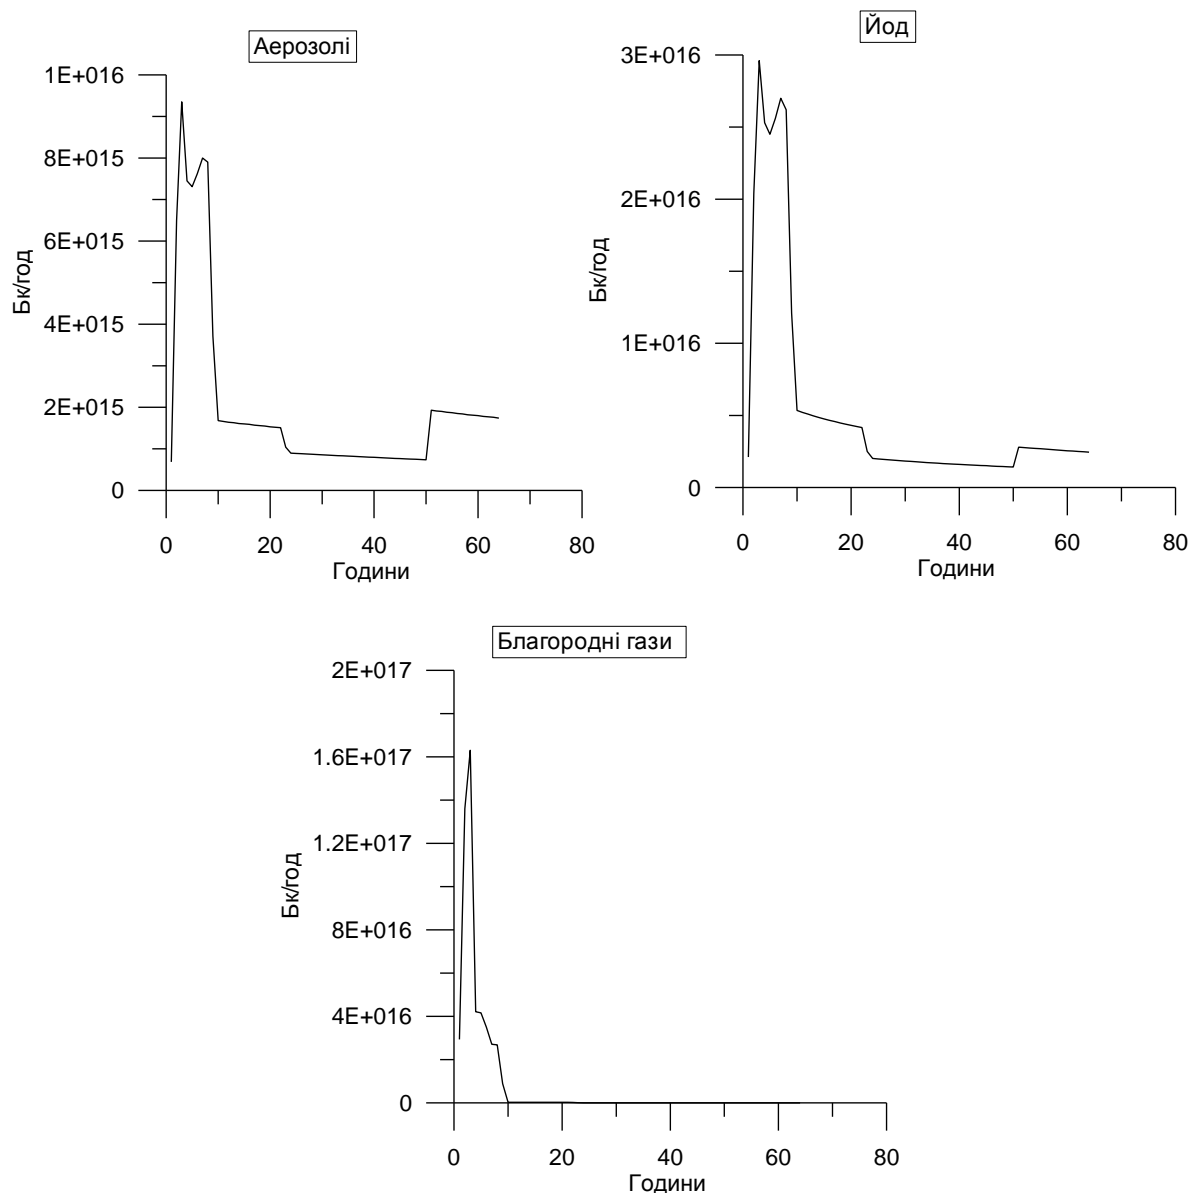 Аерозолі
1E+016
8E+015
6E+015
4E+015
2E+015
0
Бк/год
0 20 40 60 80
Години
Йод
3E+016
2E+016
1E+016
0
Бк/год
0 20 40 60 80
Години
Благородні гази
2E+017
1.6E+017
1.2E+017
8E+016
4E+016
0
Бк/год
0 20 40 60 80
Години